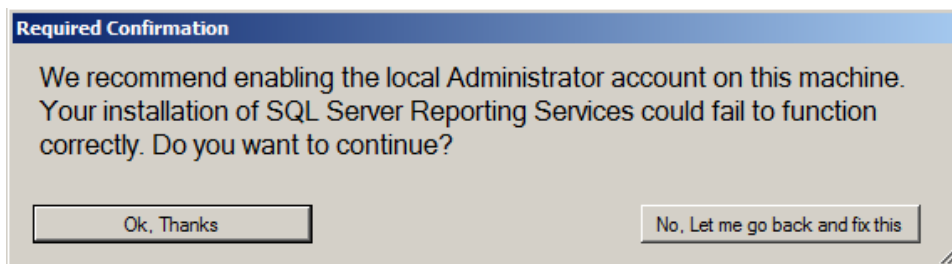 Required Confirmation
We recommend enabling the local Administrator account on this machine.
Your installation of SQL Server Reporting Services could fail to function
correctly. Do you want to continue?
Ok, Thanks
No, Let me go back and fix this